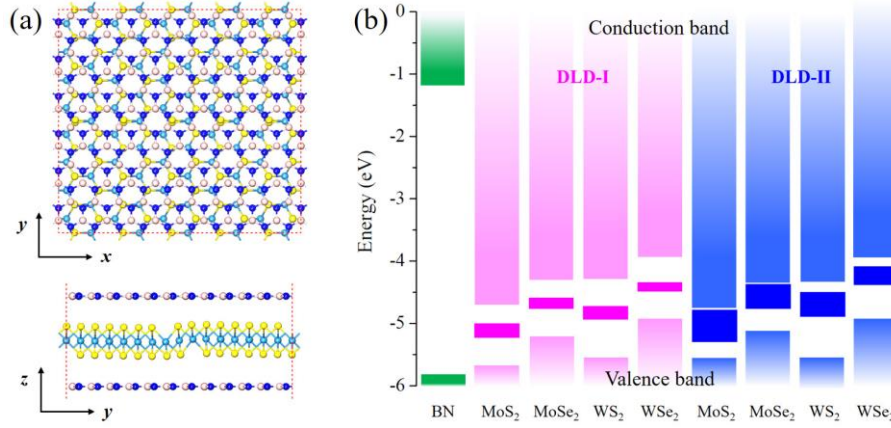 (a)
y
x
z
y
(b)
Energy (eV)
0
-1
-2
-3
-4
-5
-6
Conduction band
DLD-I
DLD-II
Valence band
BN MoS₂ MoSe₂ WS₂ WSe₂ MoS₂ MoSe₂ WS₂ WSe₂